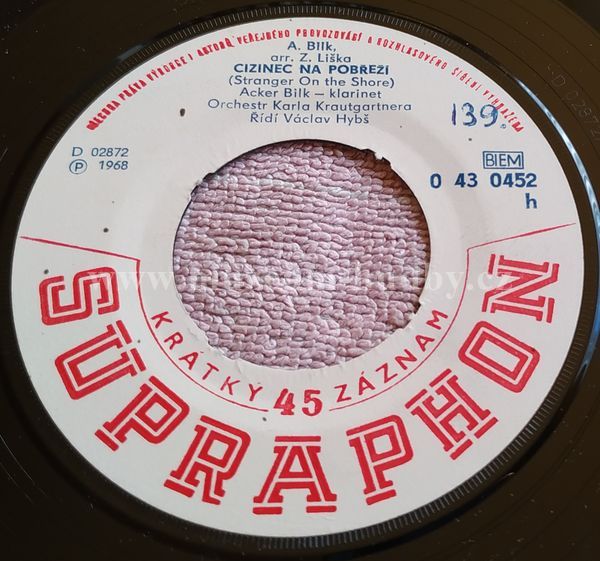 VŠECHNA PRÁVA VÝROBCE I AUTORŮ VEŘEJNÉHO PROVOZOVÁNÍ A ROZHLASOVÉHO ŠÍŘENÍ VYHRAZENA
A. Bilk,
arr. Z. Liška
CIZINEC NA POBŘEŽÍ
(Stranger On the Shore)
Acker Bilk – klarinet
Orchestr Karla Krautgartnera
Řídí Václav Hybš
139.
D 02872
Ⓟ 1968
BIEM
0 43 0452
h
KRÁTKÝ 45 ZÁZNAM
SUPRAPHON
D 02872